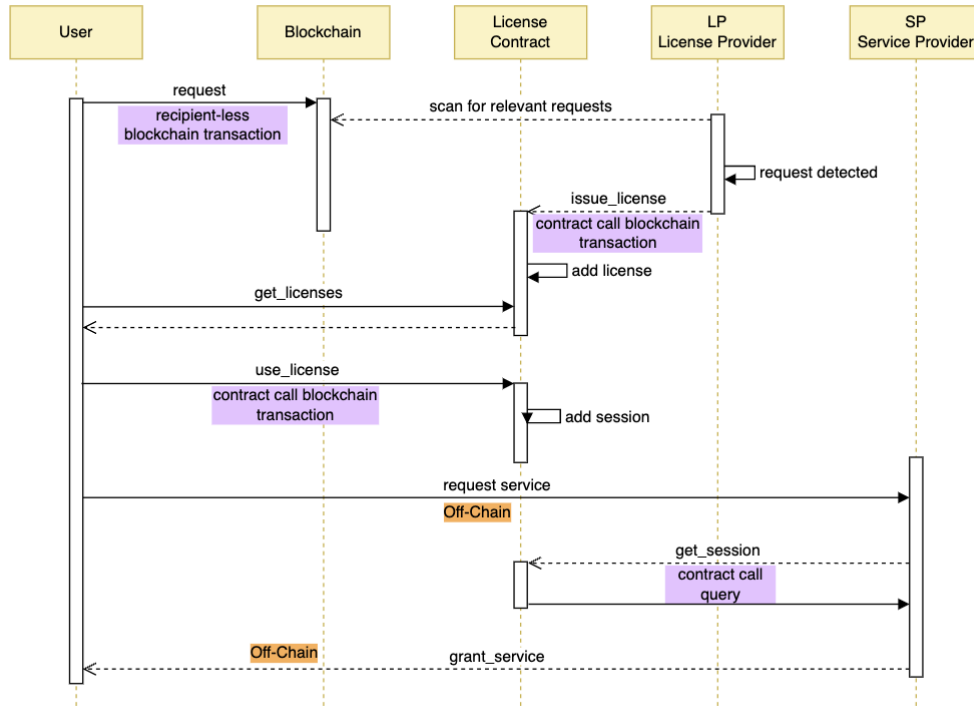 User
Blockchain
License
Contract
LP
License Provider
SP
Service Provider
request
recipient-less
blockchain transaction
scan for relevant requests
request detected
issue_license
contract call blockchain
transaction
add license
get_licenses
use_license
contract call blockchain
transaction
add session
request service
Off-Chain
get_session
contract call
query
Off-Chain
grant_service